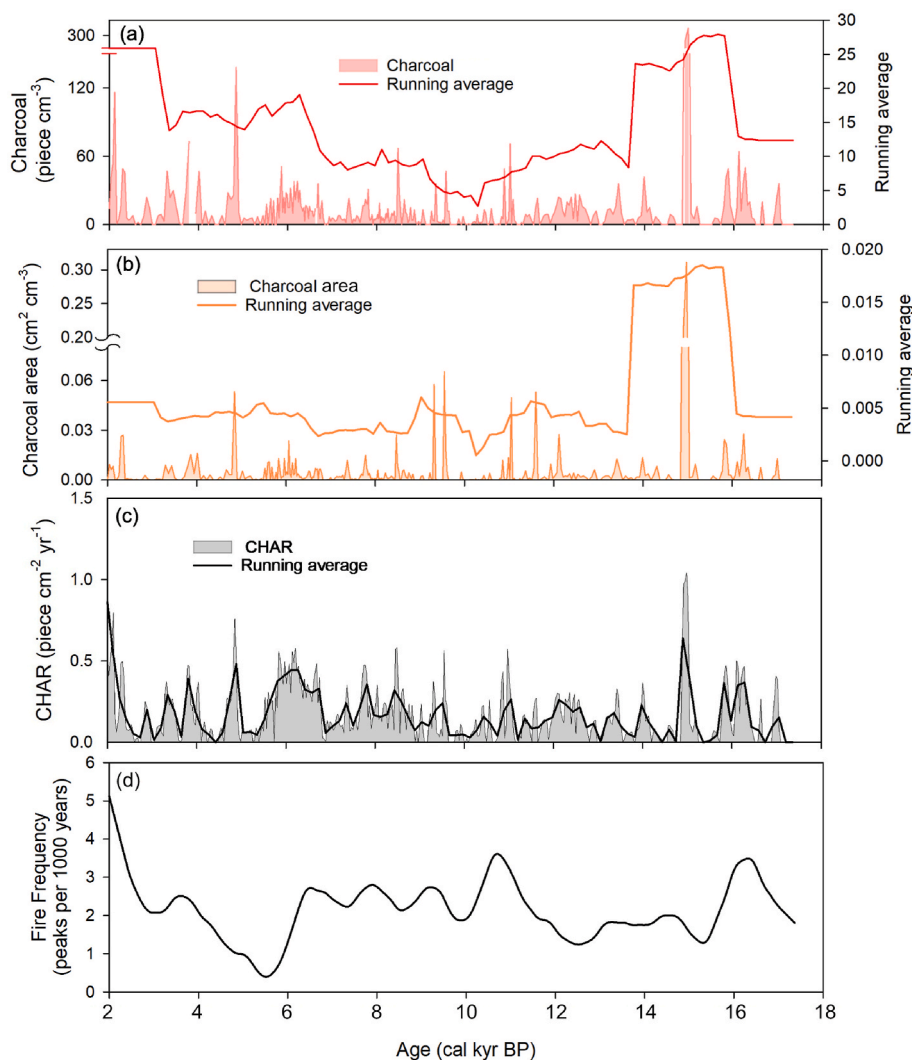 (a)
Charcoal
(piece cm-3)
300
120
60
0
Charcoal
Running average
30
25
20
15
10
5
0
Running average
(b)
Charcoal area (cm2 cm-3)
0.30
0.20
0.06
0.03
0.00
Charcoal area
Running average
0.020
0.015
0.010
0.005
0.000
Running average
(c)
CHAR (piece cm-2 yr-1)
1.5
1.0
0.5
0.0
CHAR
Running average
(d)
Fire Frequency
(peaks per 1000 years)
6
5
4
3
2
1
0
2 4 6 8 10 12 14 16 18
Age (cal kyr BP)